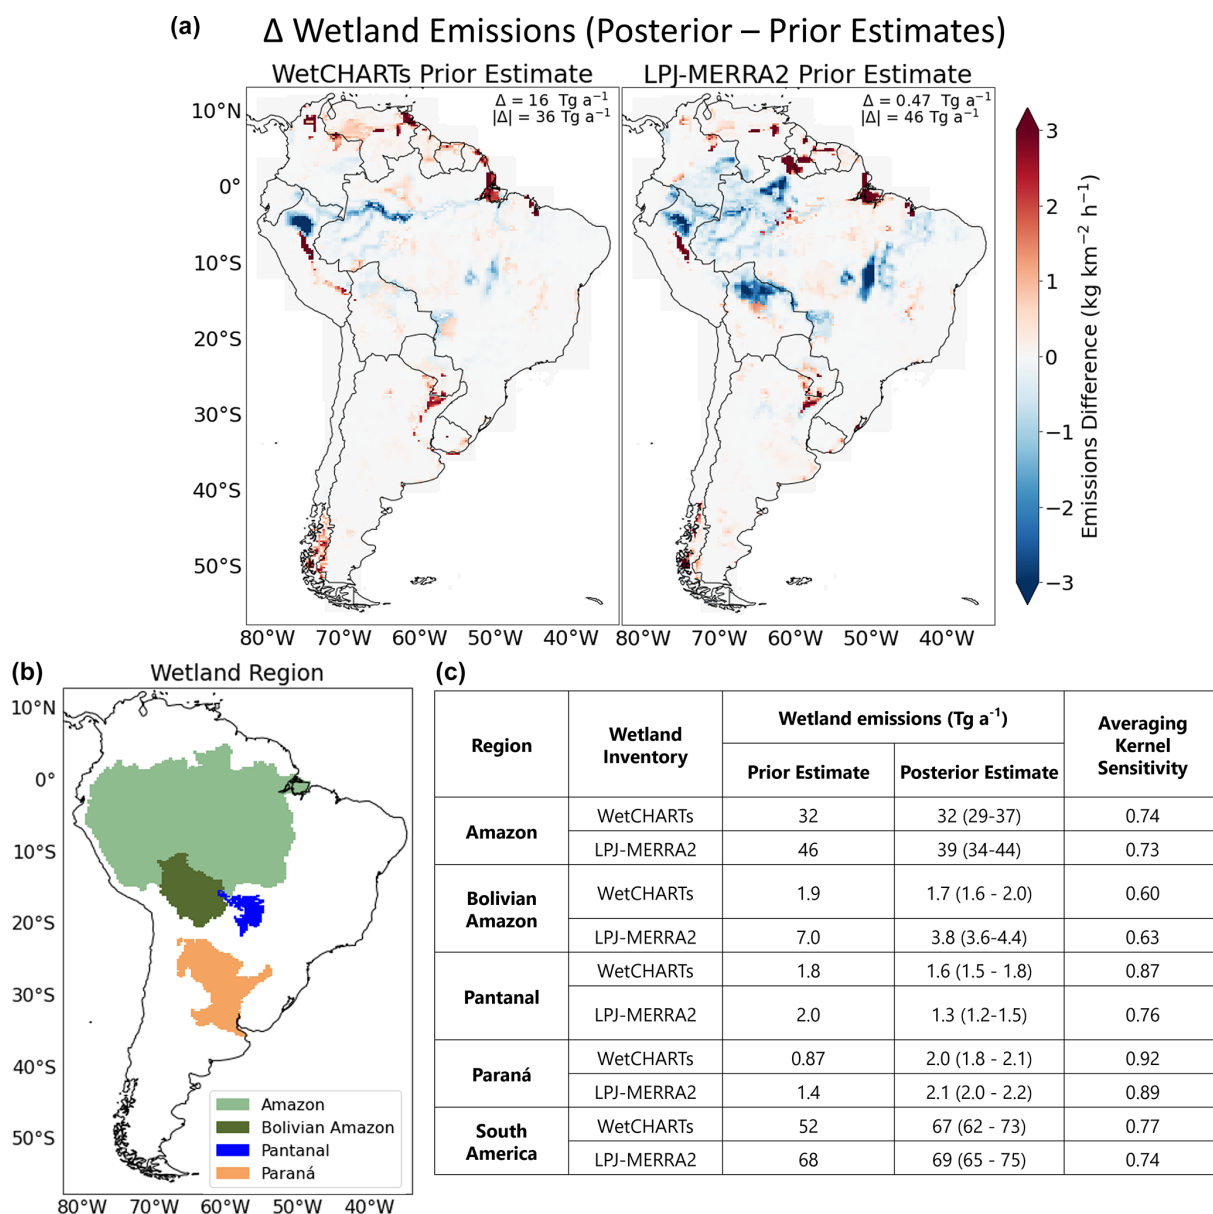 (a)
Δ Wetland Emissions (Posterior – Prior Estimates)
WetCHARTs Prior Estimate
LPJ-MERRA2 Prior Estimate
Δ = 16 Tg a⁻¹
|Δ| = 36 Tg a⁻¹
Δ = 0.47 Tg a⁻¹
|Δ| = 46 Tg a⁻¹
10°N
0°
10°S
20°S
30°S
40°S
50°S
80°W 70°W 60°W 50°W 40°W
80°W 70°W 60°W 50°W 40°W
3
2
1
0
−1
−2
−3
Emissions Difference (kg km⁻² h⁻¹)
(b)
Wetland Region
10°N
0°
10°S
20°S
30°S
40°S
50°S
80°W 70°W 60°W 50°W 40°W
Amazon
Bolivian Amazon
Pantanal
Paraná
(c)
Region
Wetland
Inventory
Wetland emissions (Tg a⁻¹)
Averaging
Kernel
Sensitivity
Prior Estimate
Posterior Estimate
Amazon
WetCHARTs 32 32 (29-37) 0.74
LPJ-MERRA2 46 39 (34-44) 0.73
Bolivian
Amazon
WetCHARTs 1.9 1.7 (1.6 - 2.0) 0.60
LPJ-MERRA2 7.0 3.8 (3.6-4.4) 0.63
Pantanal
WetCHARTs 1.8 1.6 (1.5 - 1.8) 0.87
LPJ-MERRA2 2.0 1.3 (1.2-1.5) 0.76
Paraná
WetCHARTs 0.87 2.0 (1.8 - 2.1) 0.92
LPJ-MERRA2 1.4 2.1 (2.0 - 2.2) 0.89
South
America
WetCHARTs 52 67 (62 - 73) 0.77
LPJ-MERRA2 68 69 (65 - 75) 0.74